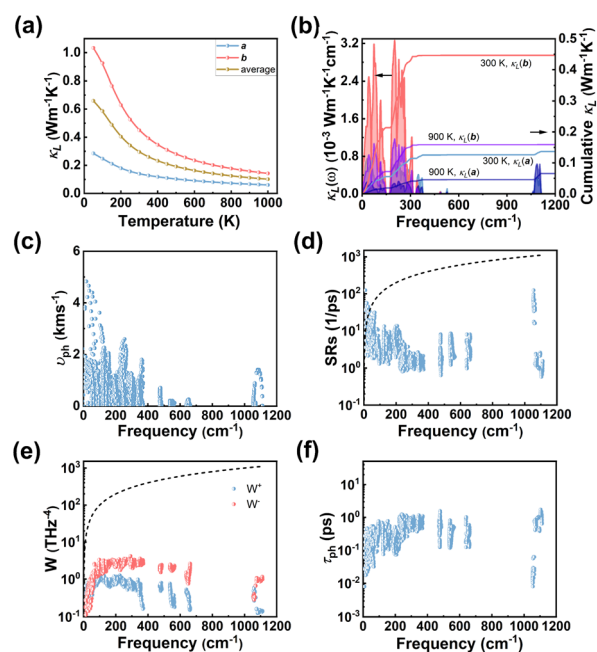 (a)
κL (Wm-1K-1)
1.0
0.8
0.6
0.4
0.2
0.0
a
b
average
0 200 400 600 800 1000
Temperature (K)
(b)
κL(ω) (10-3 Wm-1K-1cm1)
3.2
2.4
1.6
0.8
0.0
300 K, κL(b)
900 K, κL(b)
300 K, κL(a)
900 K, κL(a)
0.5
0.4
0.3
0.2
0.1
0.0
Cumulative κL (Wm-1K-1)
0 200 400 600 800 1000 1200
Frequency (cm-1)
(c)
υph (kms-1)
6
4
2
0
0 200 400 600 800 1000 1200
Frequency (cm-1)
(d)
SRs (1/ps)
103
102
101
100
10-1
0 200 400 600 800 1000 1200
Frequency (cm-1)
(e)
W (THz-4)
103
102
101
100
10-1
W+
W-
0 200 400 600 800 1000 1200
Frequency (cm-1)
(f)
τph (ps)
102
101
100
10-1
10-2
10-3
0 200 400 600 800 1000 1200
Frequency (cm-1)